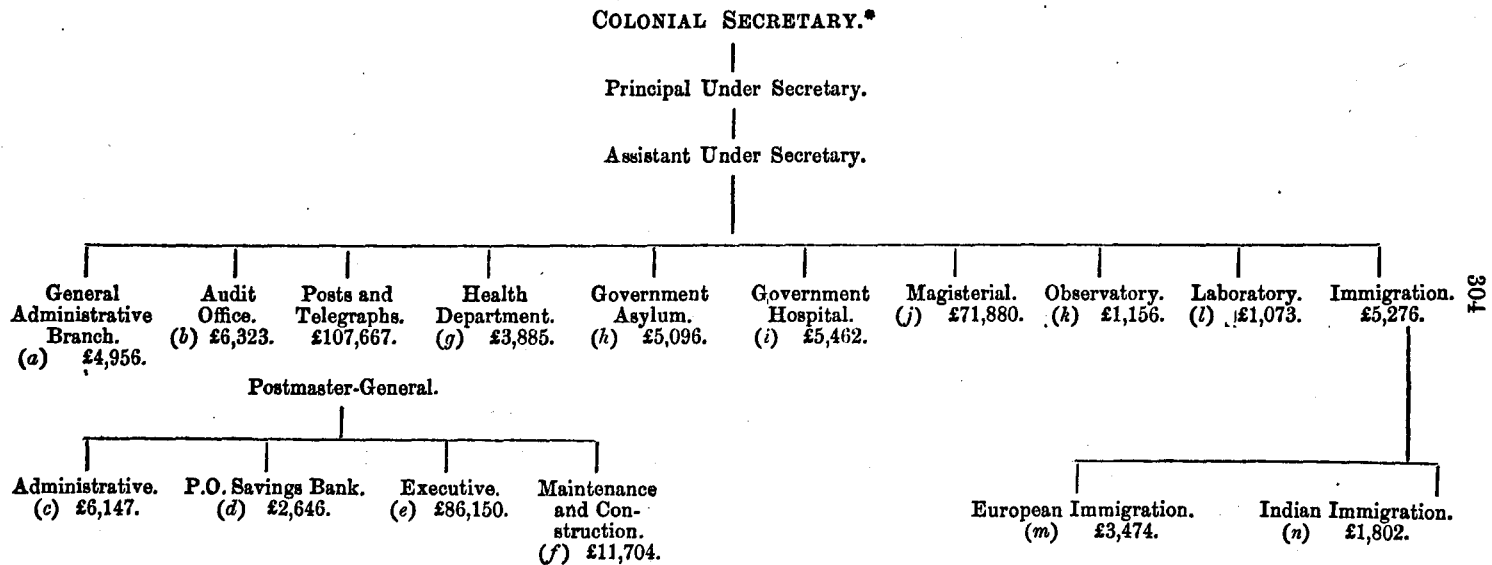 COLONIAL SECRETARY.*
Principal Under Secretary.
Assistant Under Secretary.
General
Administrative
Branch.
(a) £4,956.
Audit
Office.
(b) £6,323.
Posts and
Telegraphs.
£107,667.
Health
Department.
(g) £3,885.
Government
Asylum.
(h) £5,096.
Government
Hospital.
(i) £5,462.
Magisterial.
(j) £71,880.
Observatory.
(k) £1,156.
Laboratory.
(l) £1,073.
Immigration.
£5,276.
304
Postmaster-General.
Administrative.
(c) £6,147.
P.O. Savings Bank.
(d) £2,646.
Executive.
(e) £86,150.
Maintenance
and Con-
struction.
(f) £11,704.
European Immigration.
(m) £3,474.
Indian Immigration.
(n) £1,802.